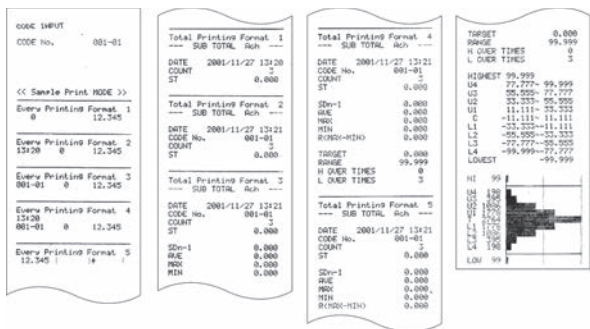 CODE INPUT
CODE No. 001-01
<< Sample Print MODE >>
Every Printing Format 1
0 12.345
Every Printing Format 2
13:20 0 12.345
Every Printing Format 3
001-01 0 12.345
Every Printing Format 4
13:20
001-01 0 12.345
Every Printing Format 5
12.345 | |#
Total Printing Format 1
--- SUB TOTAL Ach ---
DATE 2001/11/27 13:20
COUNT 3
ST 0.000
Total Printing Format 2
--- SUB TOTAL Ach ---
DATE 2001/11/27 13:21
CODE No. 001-01
COUNT 3
ST 0.000
Total Printing Format 3
--- SUB TOTAL Ach ---
DATE 2001/11/27 13:21
CODE No. 001-01
COUNT 3
ST 0.000
SDn-1 0.000
AVE 0.000
MAX 0.000
MIN 0.000
Total Printing Format 4
--- SUB TOTAL Ach ---
DATE 2001/11/27 13:21
CODE No. 001-01
COUNT 3
ST 0.000
SDn-1 0.000
AVE 0.000
MAX 0.000
MIN 0.000
R(MAX-MIN) 0.000
TARGET 0.000
RANGE 99.999
H OVER TIMES 0
L OVER TIMES 3
Total Printing Format 5
--- SUB TOTAL Ach ---
DATE 2001/11/27 13:21
CODE No. 001-01
COUNT 3
ST 0.000
SDn-1 0.000
AVE 0.000
MAX 0.000
MIN 0.000
R(MAX-MIN) 0.000
TARGET 0.000
RANGE 99.999
H OVER TIMES 0
L OVER TIMES 3
HIGHEST 99.999
U4 77.777- 99.999
U3 55.555- 77.777
U2 33.333- 55.555
U1 11.111- 33.333
C -11.111- 11.111
L1 -33.333--11.111
L2 -55.555--33.333
L3 -77.777--55.555
L4 -99.999--77.777
LOWEST -99.999
HI 99
U4 198
L4 198
LOW 99